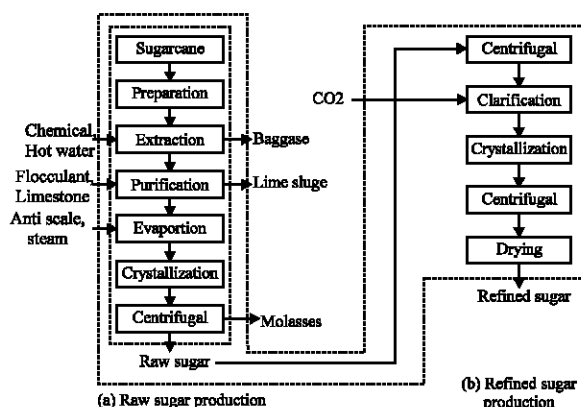 Sugarcane
Preparation
Chemical,
Hot water
Extraction
Baggase
Flocculant,
Limestone
Purification
Lime sluge
Anti scale,
steam
Evaportion
Crystallization
Centrifugal
Molasses
Raw sugar
(a) Raw sugar production
Centrifugal
CO2
Clarification
Crystallization
Centrifugal
Drying
Refined sugar
(b) Refined sugar
production